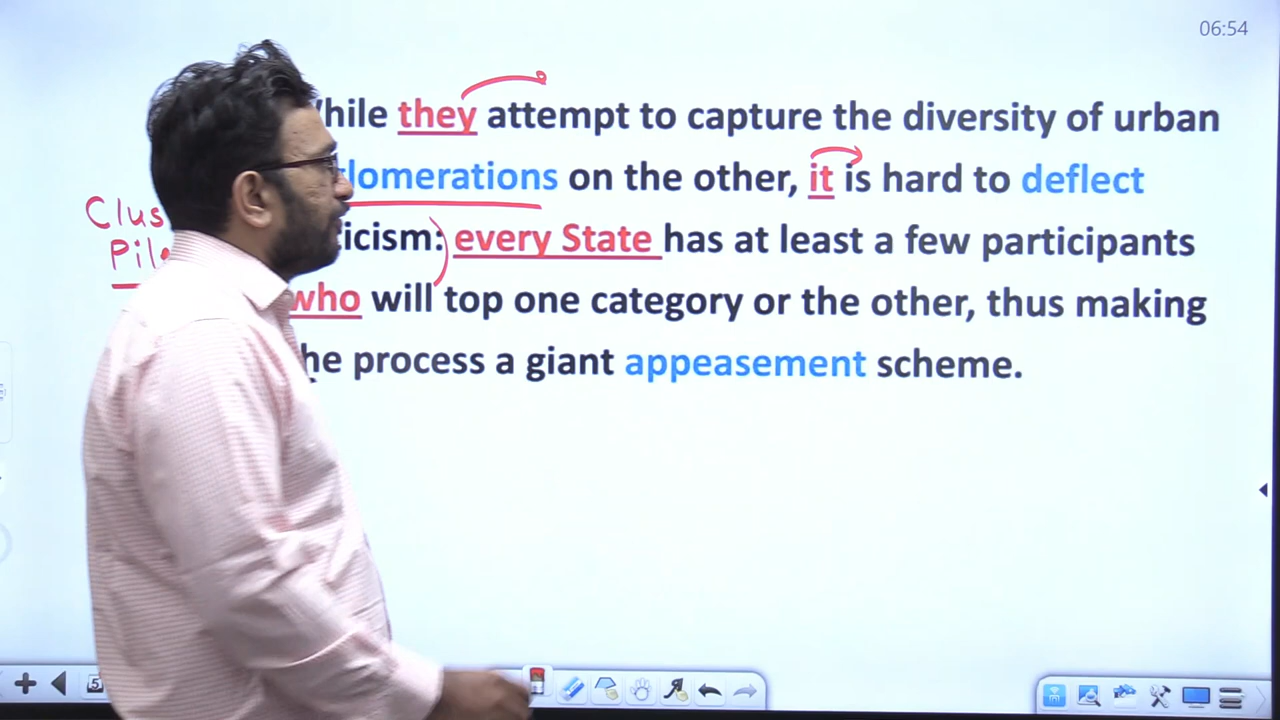 06:54
hile they attempt to capture the diversity of urban
lomerations on the other, it is hard to deflect
Clus
icism: every State has at least a few participants
Pil
who will top one category or the other, thus making
he process a giant appeasement scheme.